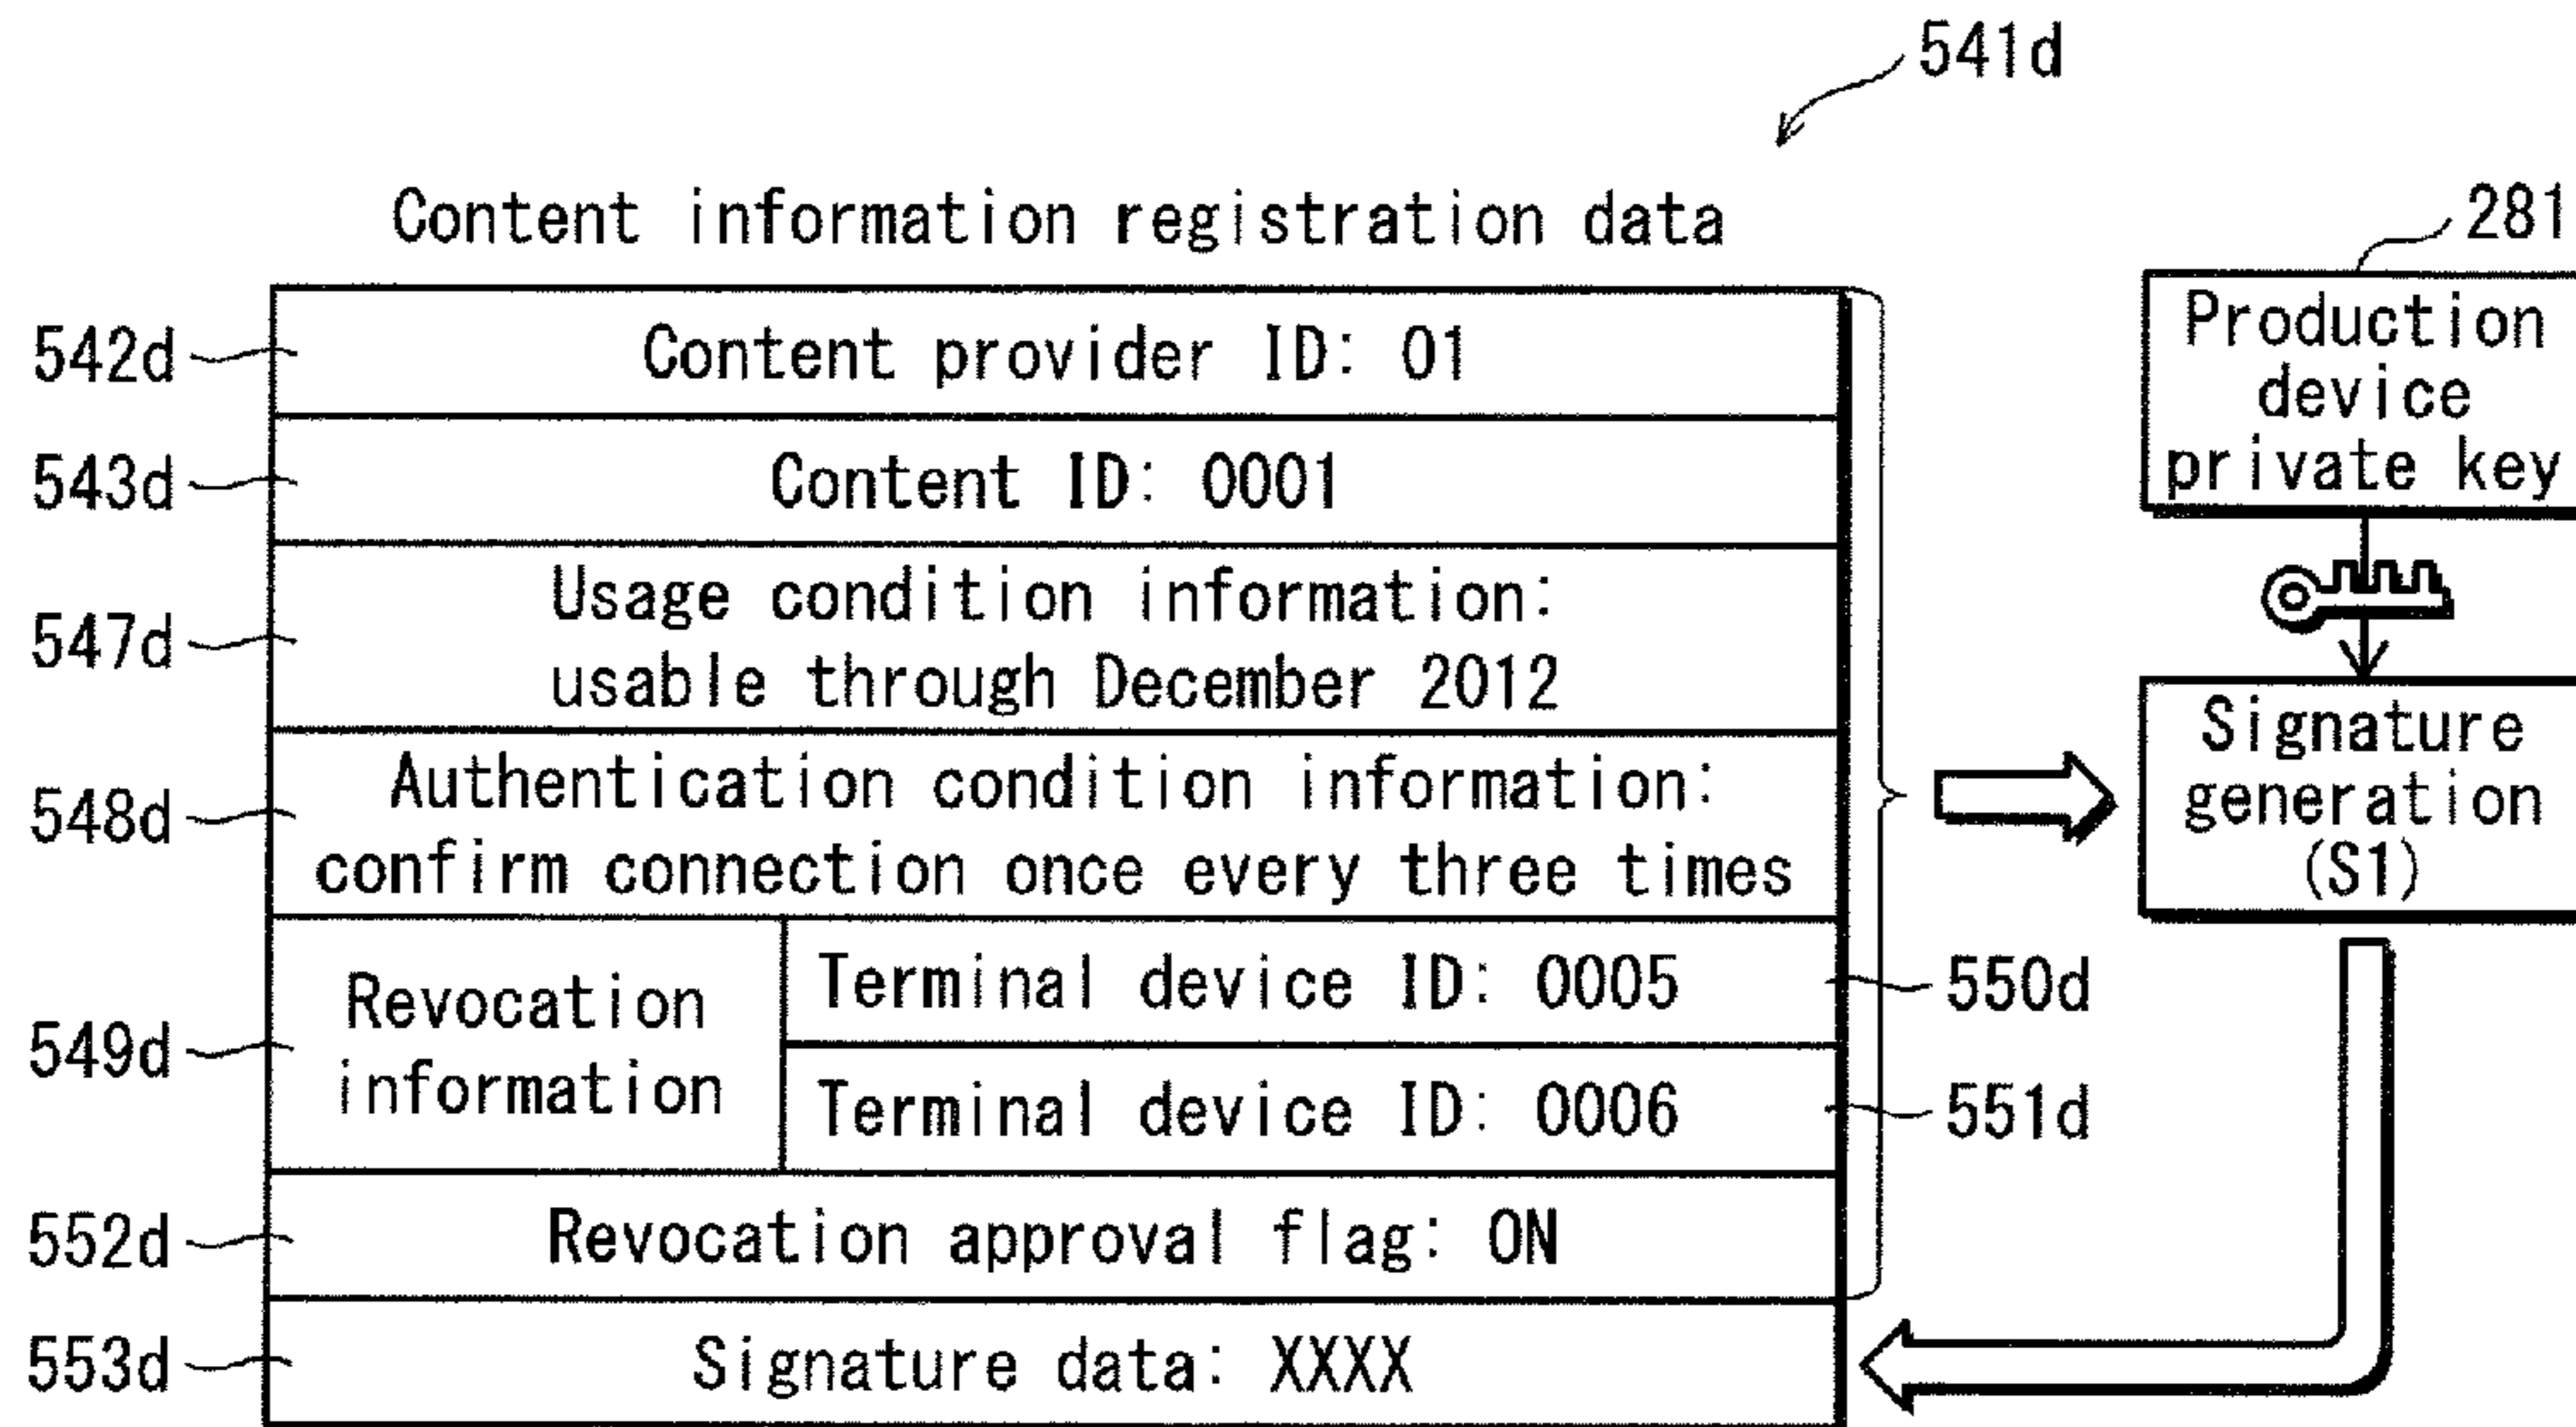 541d
Content information registration data
281
542d
Content provider ID: 01
543d
Content ID: 0001
547d
Usage condition information:
usable through December 2012
548d
Authentication condition information:
confirm connection once every three times
549d
Revocation
information
Terminal device ID: 0005
550d
Terminal device ID: 0006
551d
552d
Revocation approval flag: ON
553d
Signature data: XXXX
Production
device
private key
Signature
generation
(S1)